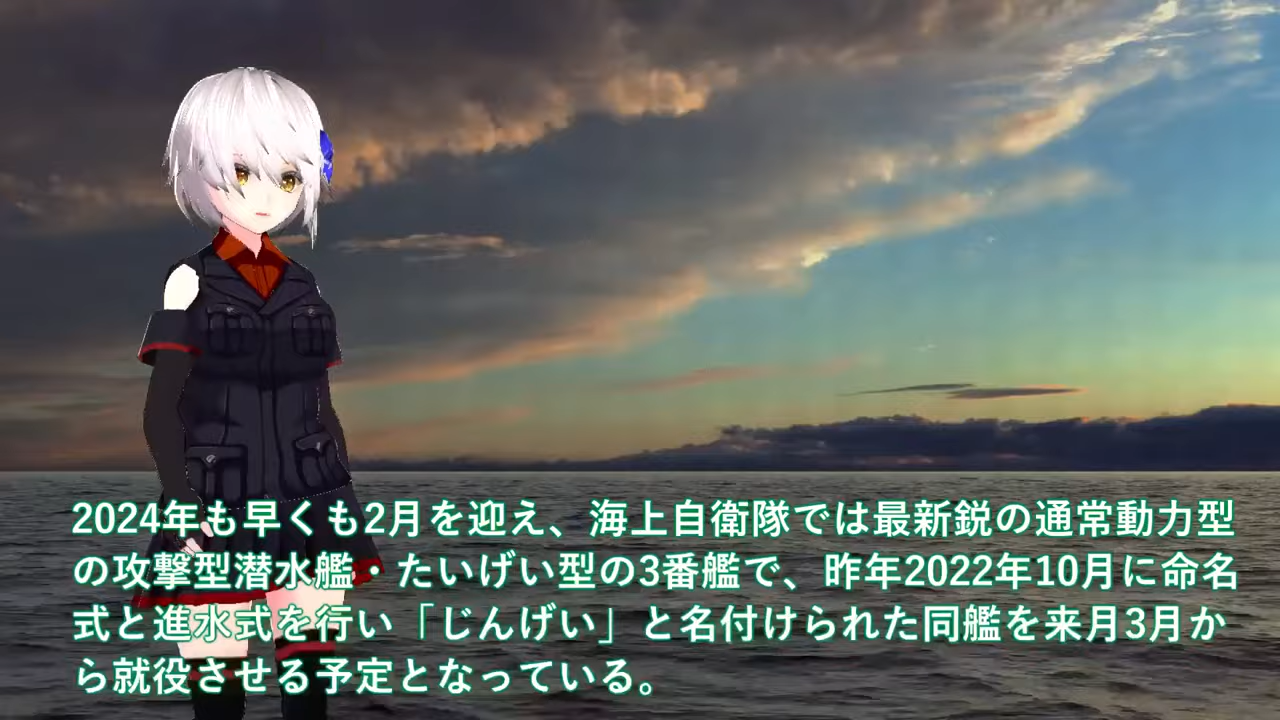 2024年も早くも2月を迎え、海上自衛隊では最新鋭の通常動力型
の攻撃型潜水艦・たいげい型の3番艦で、昨年2022年10月に命名
式と進水式を行い「じんげい」と名付けられた同艦を来月3月か
ら就役させる予定となっている。